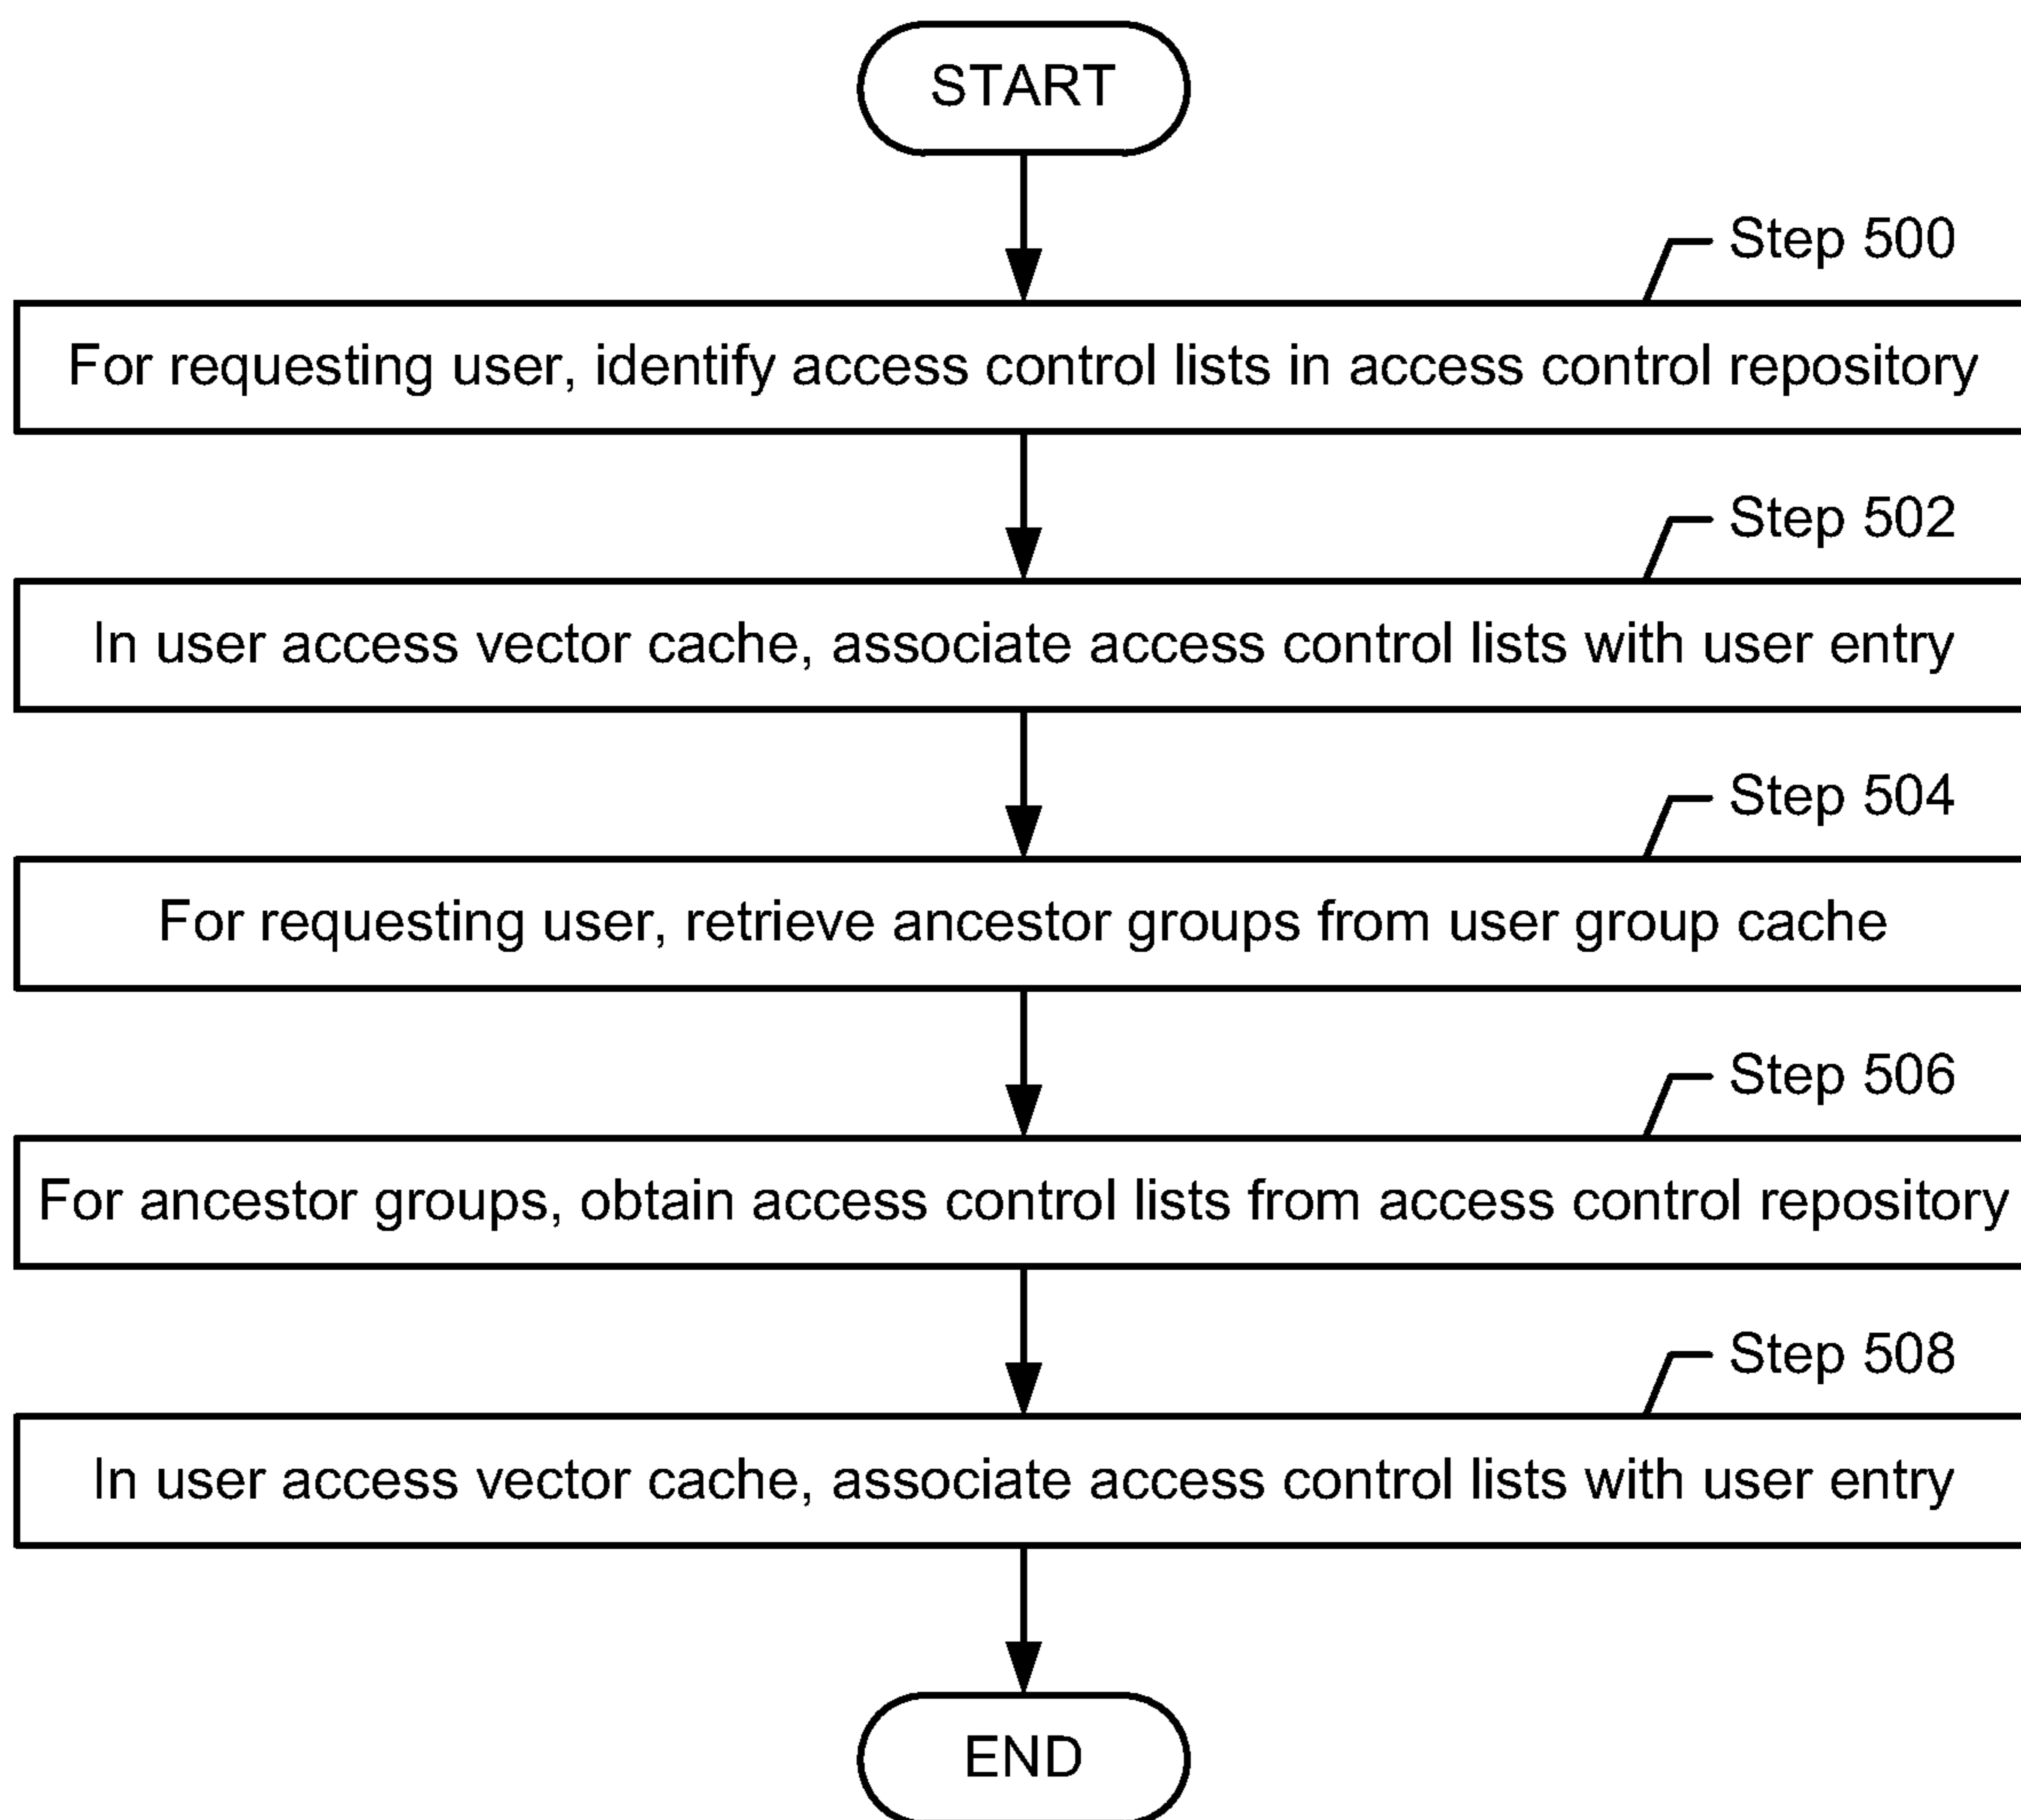 START
Step 500
For requesting user, identify access control lists in access control repository
Step 502
In user access vector cache, associate access control lists with user entry
Step 504
For requesting user, retrieve ancestor groups from user group cache
Step 506
For ancestor groups, obtain access control lists from access control repository
Step 508
In user access vector cache, associate access control lists with user entry
END